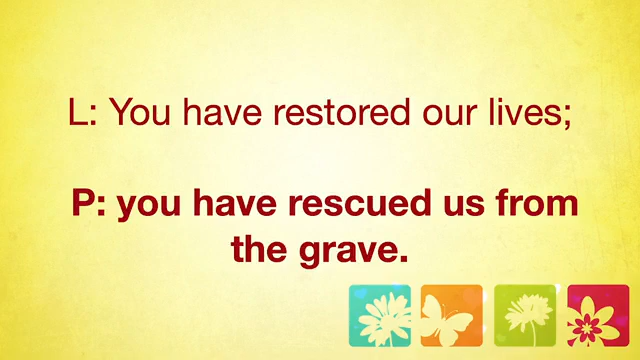 L: You have restored our lives;
P: you have rescued us from
the grave.